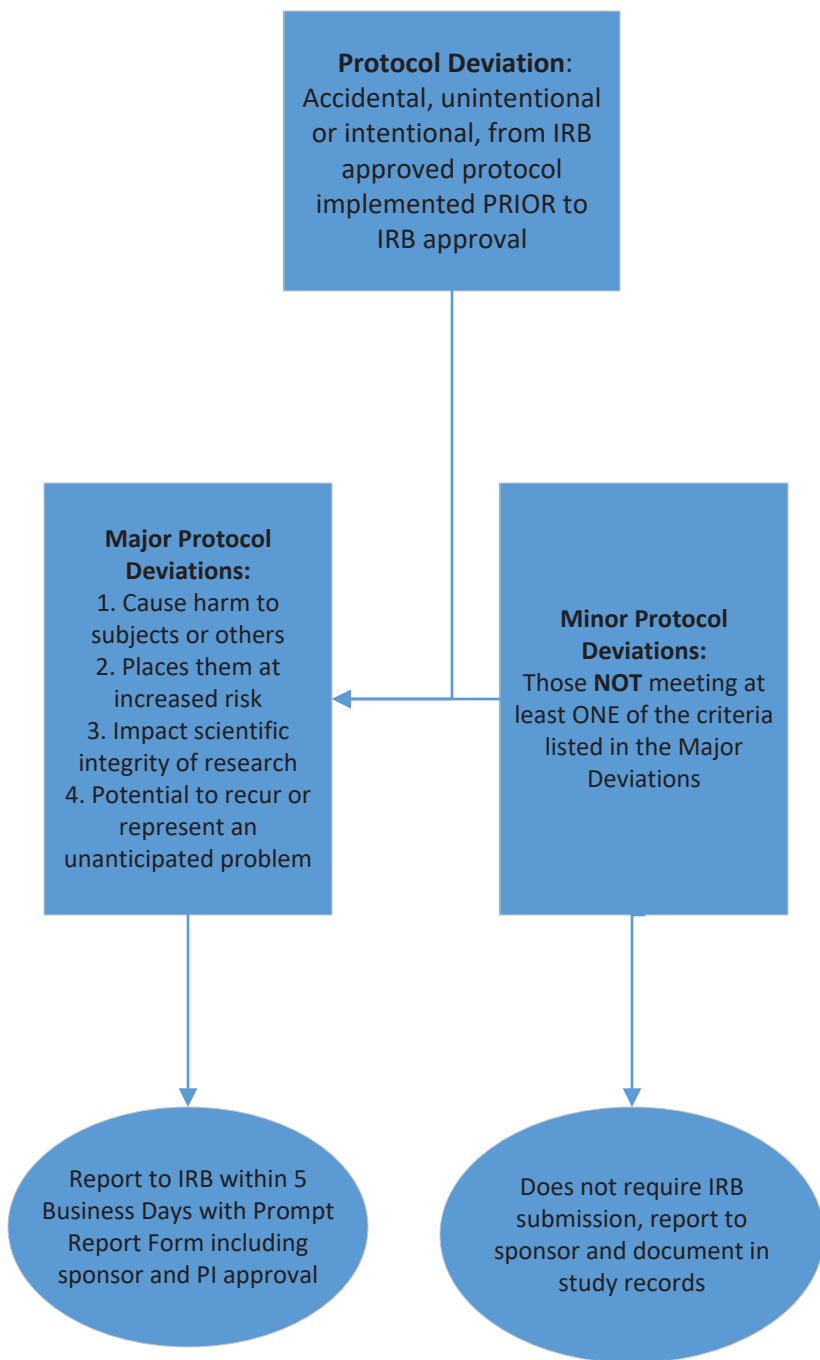 Protocol Deviation:
Accidental, unintentional
or intentional, from IRB
approved protocol
implemented PRIOR to
IRB approval
Major Protocol
Deviations:
1. Cause harm to
subjects or others
2. Places them at
increased risk
3. Impact scientific
integrity of research
4. Potential to recur or
represent an
unanticipated problem
Minor Protocol
Deviations:
Those NOT meeting at
least ONE of the criteria
listed in the Major
Deviations
Report to IRB within 5
Business Days with Prompt
Report Form including
sponsor and PI approval
Does not require IRB
submission, report to
sponsor and document in
study records